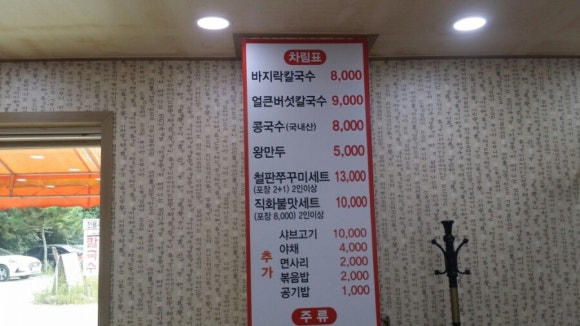 차림표
바지락칼국수 8,000
얼큰버섯칼국수 9,000
콩국수(국내산) 8,000
왕만두 5,000
철판쭈꾸미세트 13,000
(포장 2+1) 2인이상
직화불맛세트 10,000
(포장 8,000) 2인이상
추가
샤브고기 10,000
야채 4,000
면사리 2,000
볶음밥 2,000
공기밥 1,000
주류
칼국수